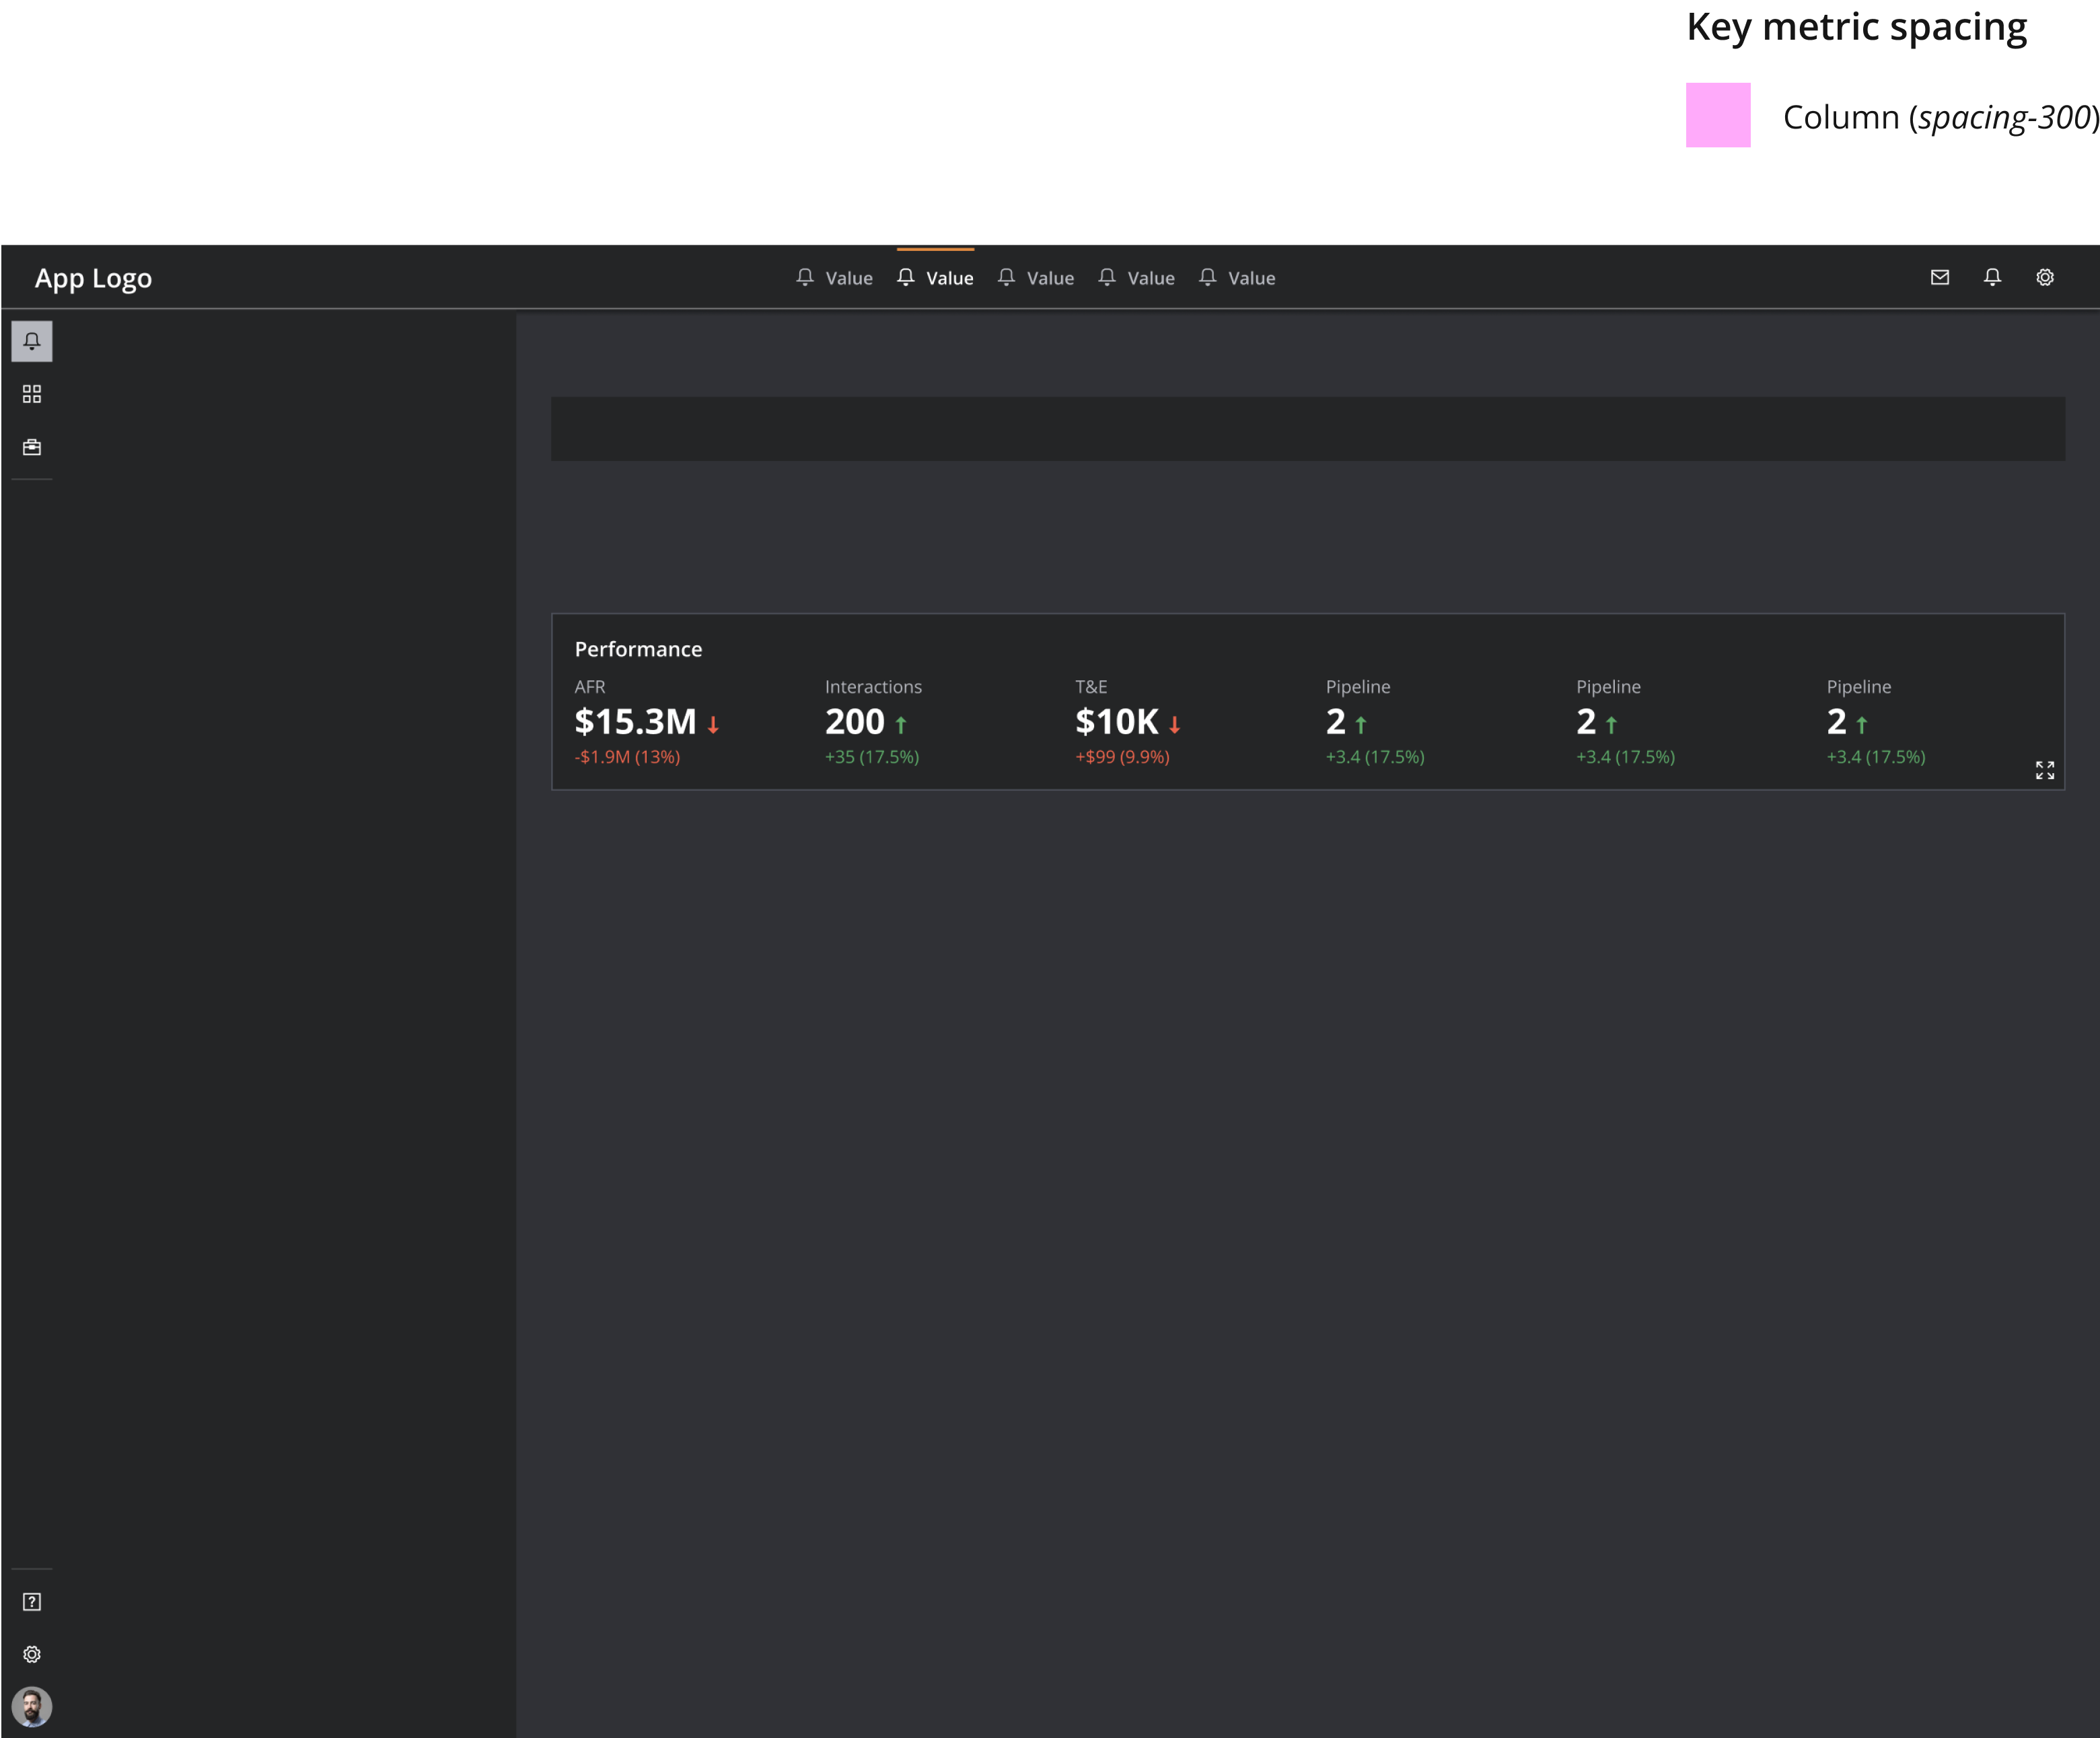 Key metric spacing
Column (spacing-300)
App Logo
Value Value Value Value Value
Performance
AFR Interactions T&E Pipeline Pipeline Pipeline
$15.3M 200 $10K 2 2 2
-$1.9M (13%) +35 (17.5%) +$99 (9.9%) +3.4 (17.5%) +3.4 (17.5%) +3.4 (17.5%)
?